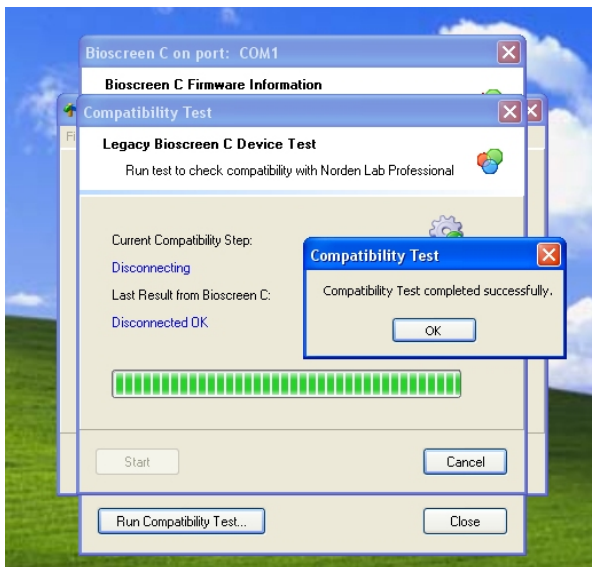 Bioscreen C on port: COM1
Bioscreen C Firmware Information
Compatibility Test
Fi
Legacy Bioscreen C Device Test
Run test to check compatibility with Norden Lab Professional
Current Compatibility Step:
Disconnecting
Last Result from Bioscreen C:
Disconnected OK
Compatibility Test
Compatibility Test completed successfully.
OK
Start
Cancel
Run Compatibility Test...
Close